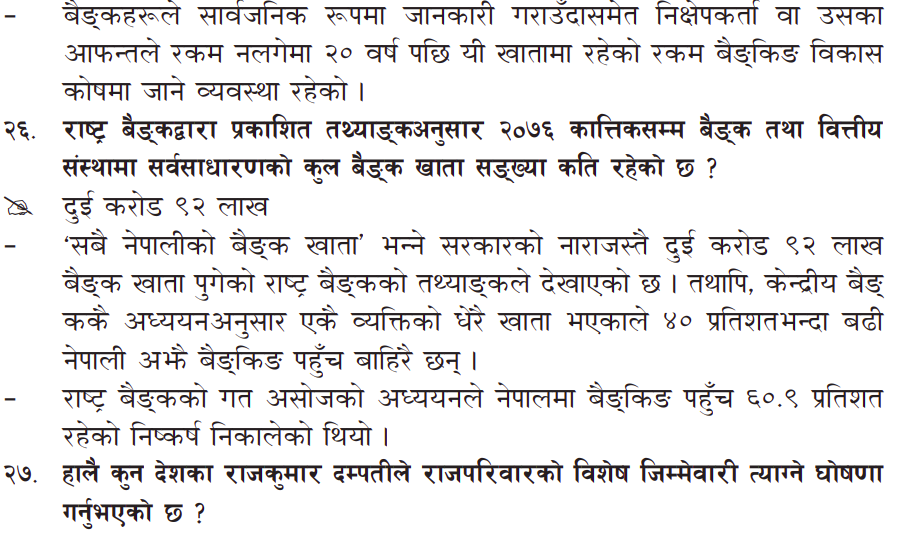 – बैङ्कहरूले सार्वजनिक रूपमा जानकारी गराउँदासमेत निक्षेपकर्ता वा उसका
आफन्तले रकम नलगेमा २० वर्ष पछि यी खातामा रहेको रकम बैङ्किङ विकास
कोषमा जाने व्यवस्था रहेको ।
२६. राष्ट्र बैङ्कद्वारा प्रकाशित तथ्याङ्कअनुसार २०७६ कात्तिकसम्म बैङ्क तथा वित्तीय
संस्थामा सर्वसाधारणको कुल बैङ्क खाता सङ्ख्या कति रहेको छ ?
दुई करोड ९२ लाख
– ‘सबै नेपालीको बैङ्क खाता’ भन्ने सरकारको नाराजस्तै दुई करोड ९२ लाख
बैङ्क खाता पुगेको राष्ट्र बैङ्कको तथ्याङ्कले देखाएको छ । तथापि, केन्द्रीय बैङ्
ककै अध्ययनअनुसार एकै व्यक्तिको धेरै खाता भएकाले ४० प्रतिशतभन्दा बढी
नेपाली अझै बैङ्किङ पहुँच बाहिरै छन् ।
– राष्ट्र बैङ्कको गत असोजको अध्ययनले नेपालमा बैङ्किङ पहुँच ६०.९ प्रतिशत
रहेको निष्कर्ष निकालेको थियो ।
२७. हालै कुन देशका राजकुमार दम्पतीले राजपरिवारको विशेष जिम्मेवारी त्याग्ने घोषणा
गर्नुभएको छ ?